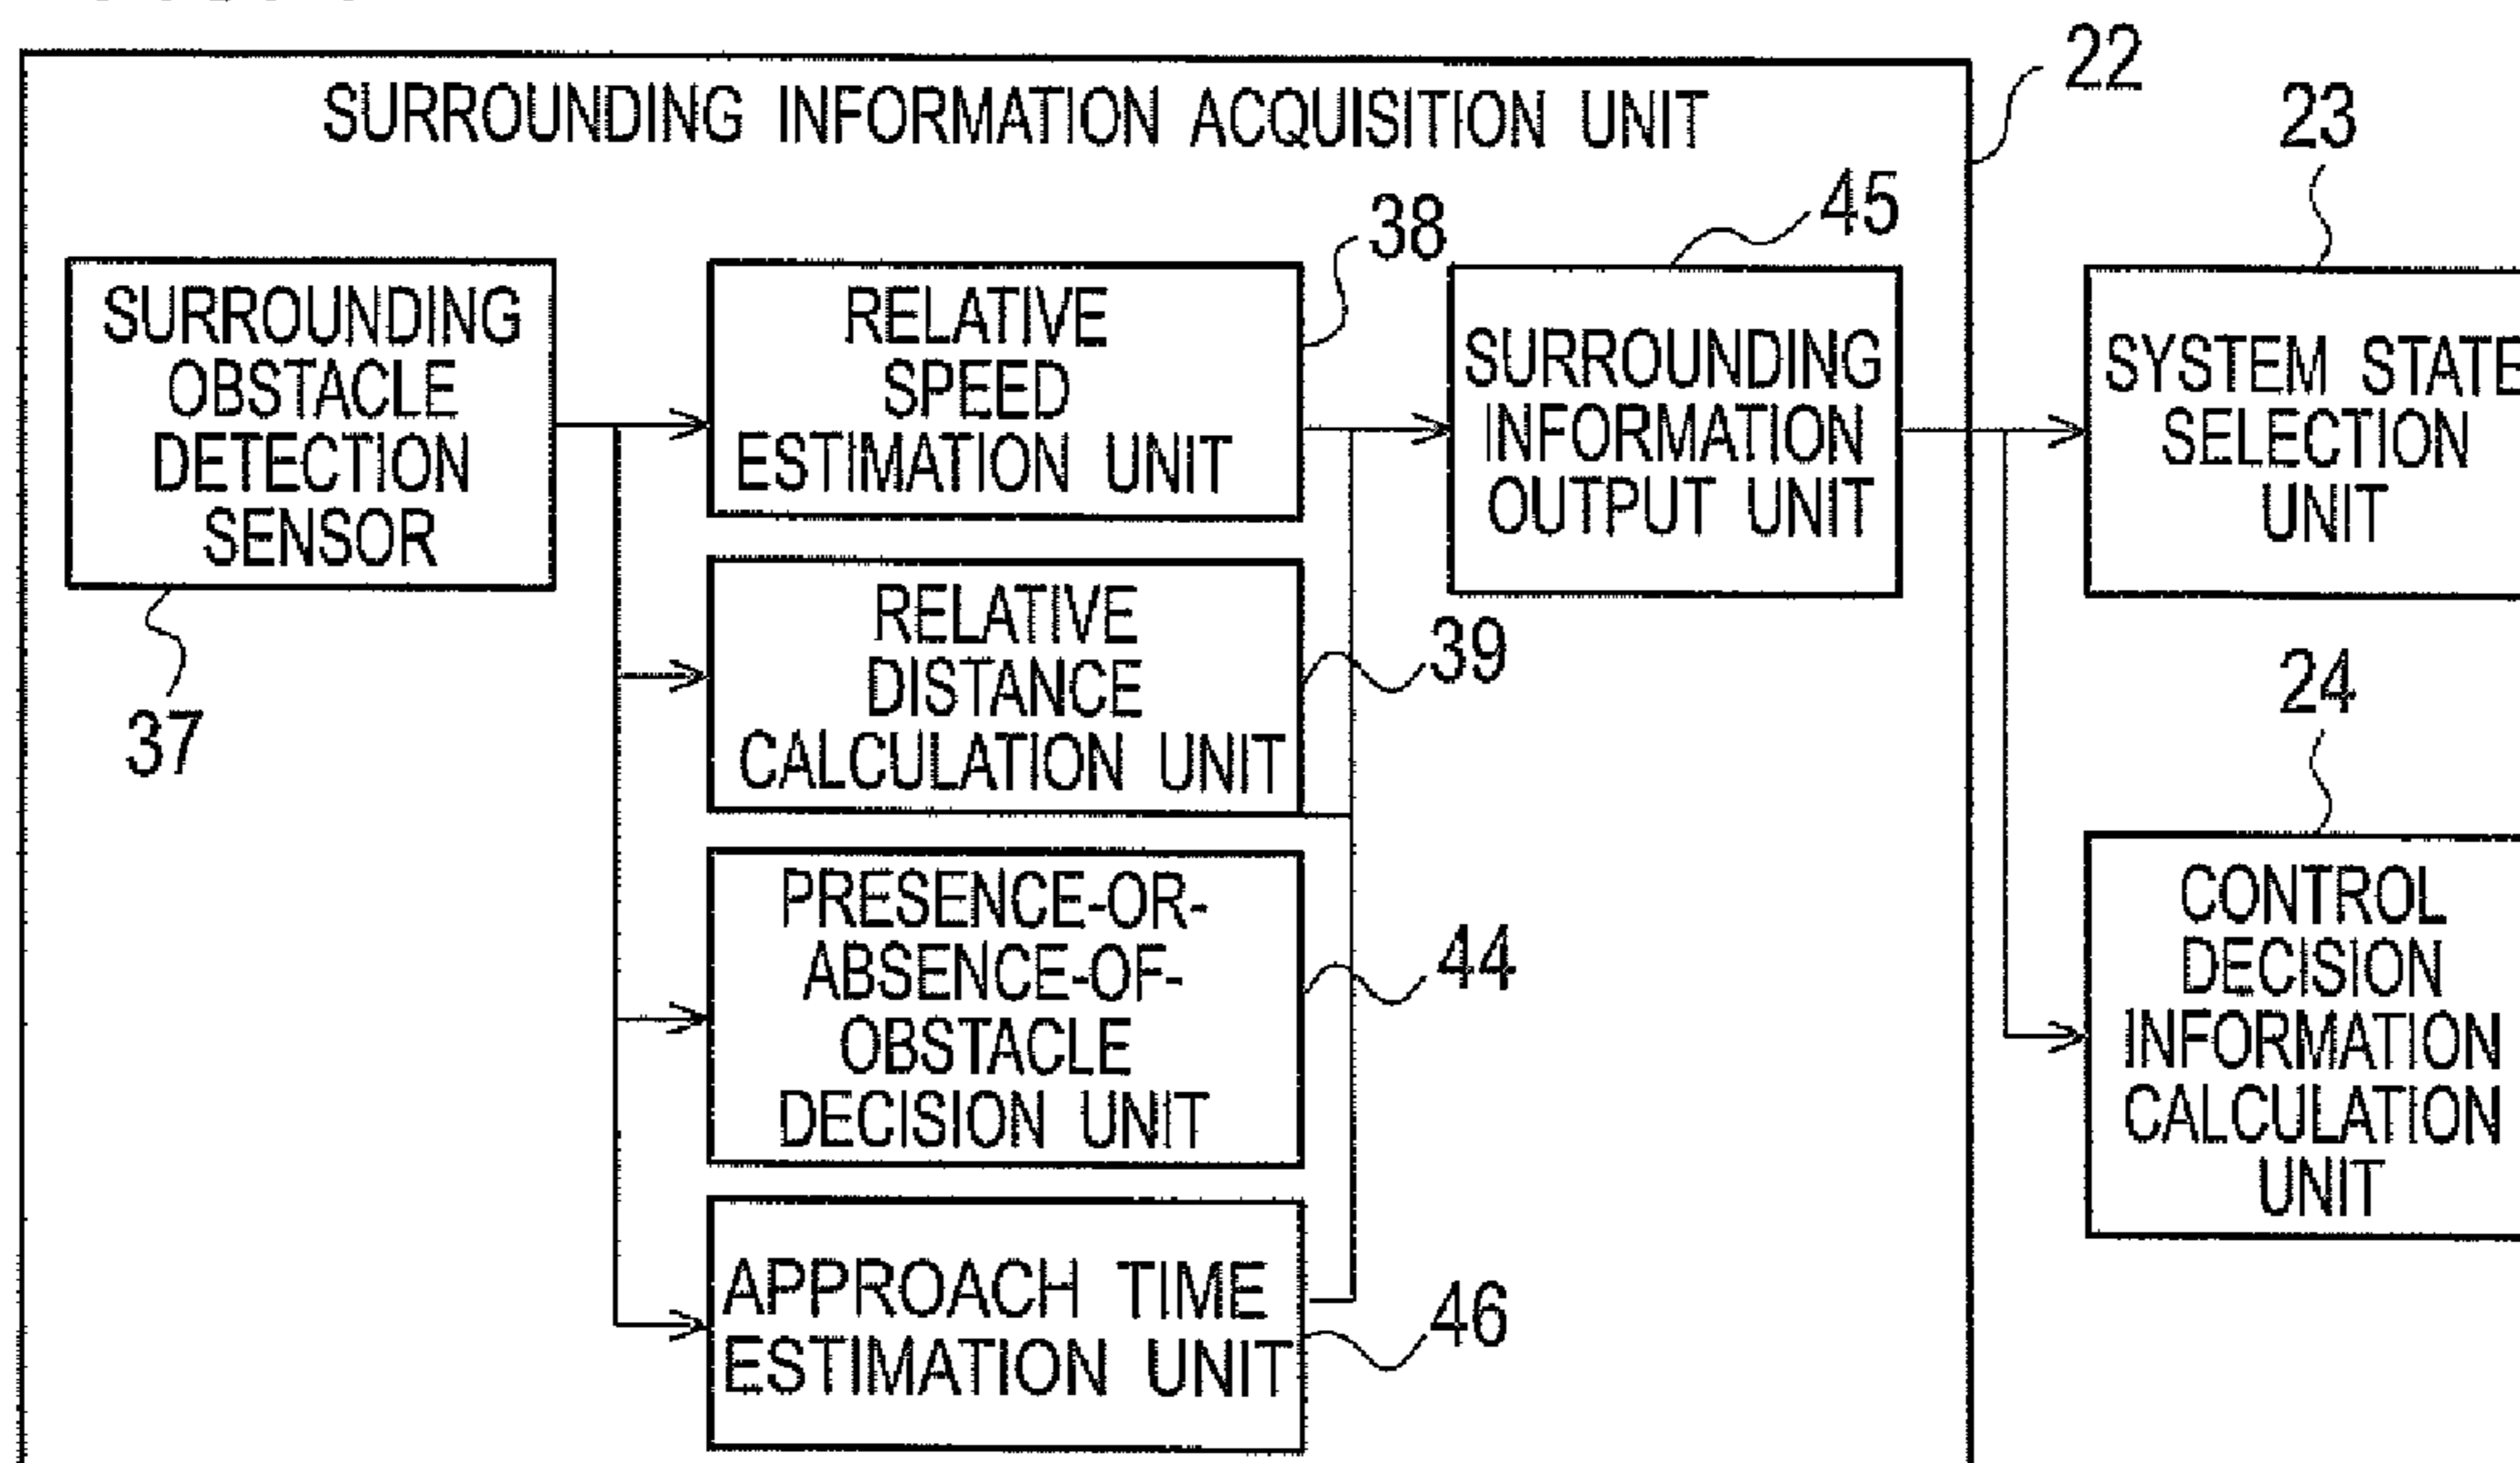 SURROUNDING INFORMATION ACQUISITION UNIT
22
23
38
45
SURROUNDING
OBSTACLE
DETECTION
SENSOR
37
RELATIVE
SPEED
ESTIMATION UNIT
SURROUNDING
INFORMATION
OUTPUT UNIT
SYSTEM STATE
SELECTION
UNIT
RELATIVE
DISTANCE
CALCULATION UNIT
39
24
PRESENCE-OR-
ABSENCE-OF-
OBSTACLE
DECISION UNIT
44
CONTROL
DECISION
INFORMATION
CALCULATION
UNIT
APPROACH TIME
ESTIMATION UNIT
46